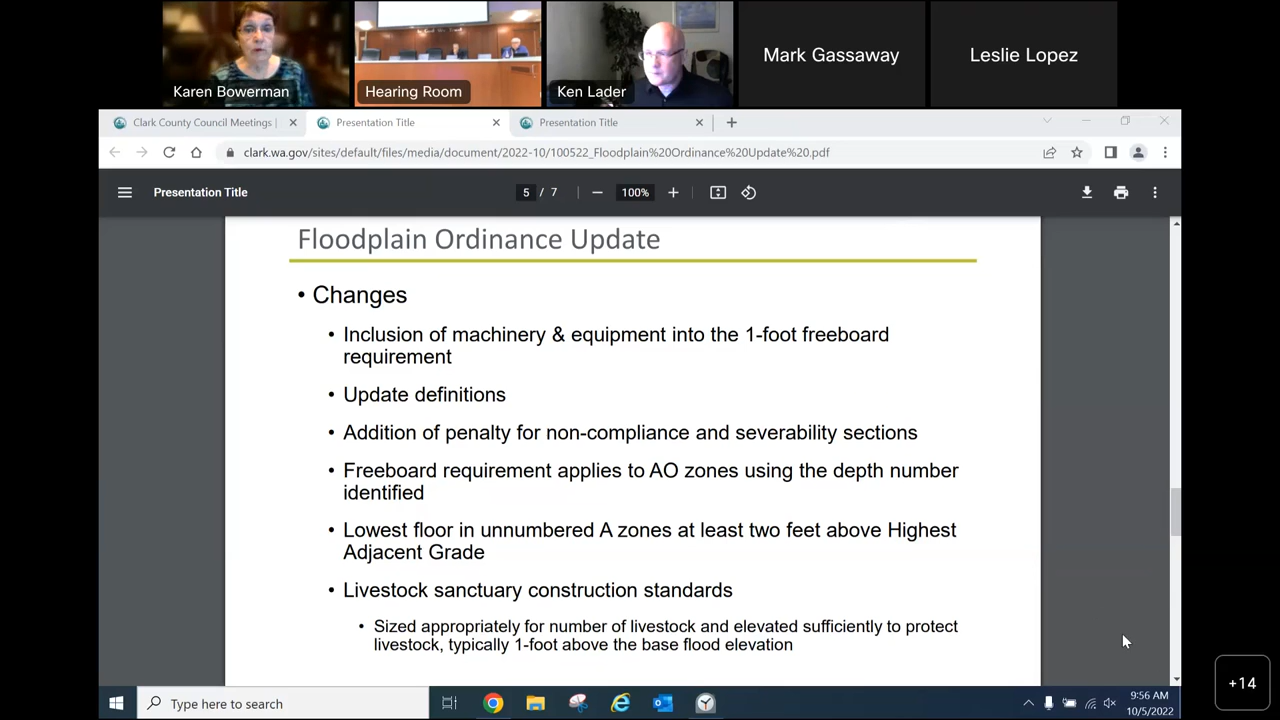 Karen Bowerman
Hearing Room
Ken Lader
Mark Gassaway
Leslie Lopez
Clark County Council Meetings |
Presentation Title
Presentation Title
clark.wa.gov/sites/default/files/media/document/2022-10/100522_Floodplain%20Ordinance%20Update%20.pdf
Presentation Title
5 / 7
100%
Floodplain Ordinance Update
• Changes
• Inclusion of machinery & equipment into the 1-foot freeboard
requirement
• Update definitions
• Addition of penalty for non-compliance and severability sections
• Freeboard requirement applies to AO zones using the depth number
identified
• Lowest floor in unnumbered A zones at least two feet above Highest
Adjacent Grade
• Livestock sanctuary construction standards
• Sized appropriately for number of livestock and elevated sufficiently to protect
livestock, typically 1-foot above the base flood elevation
+14
Type here to search
9:56 AM
10/5/2022